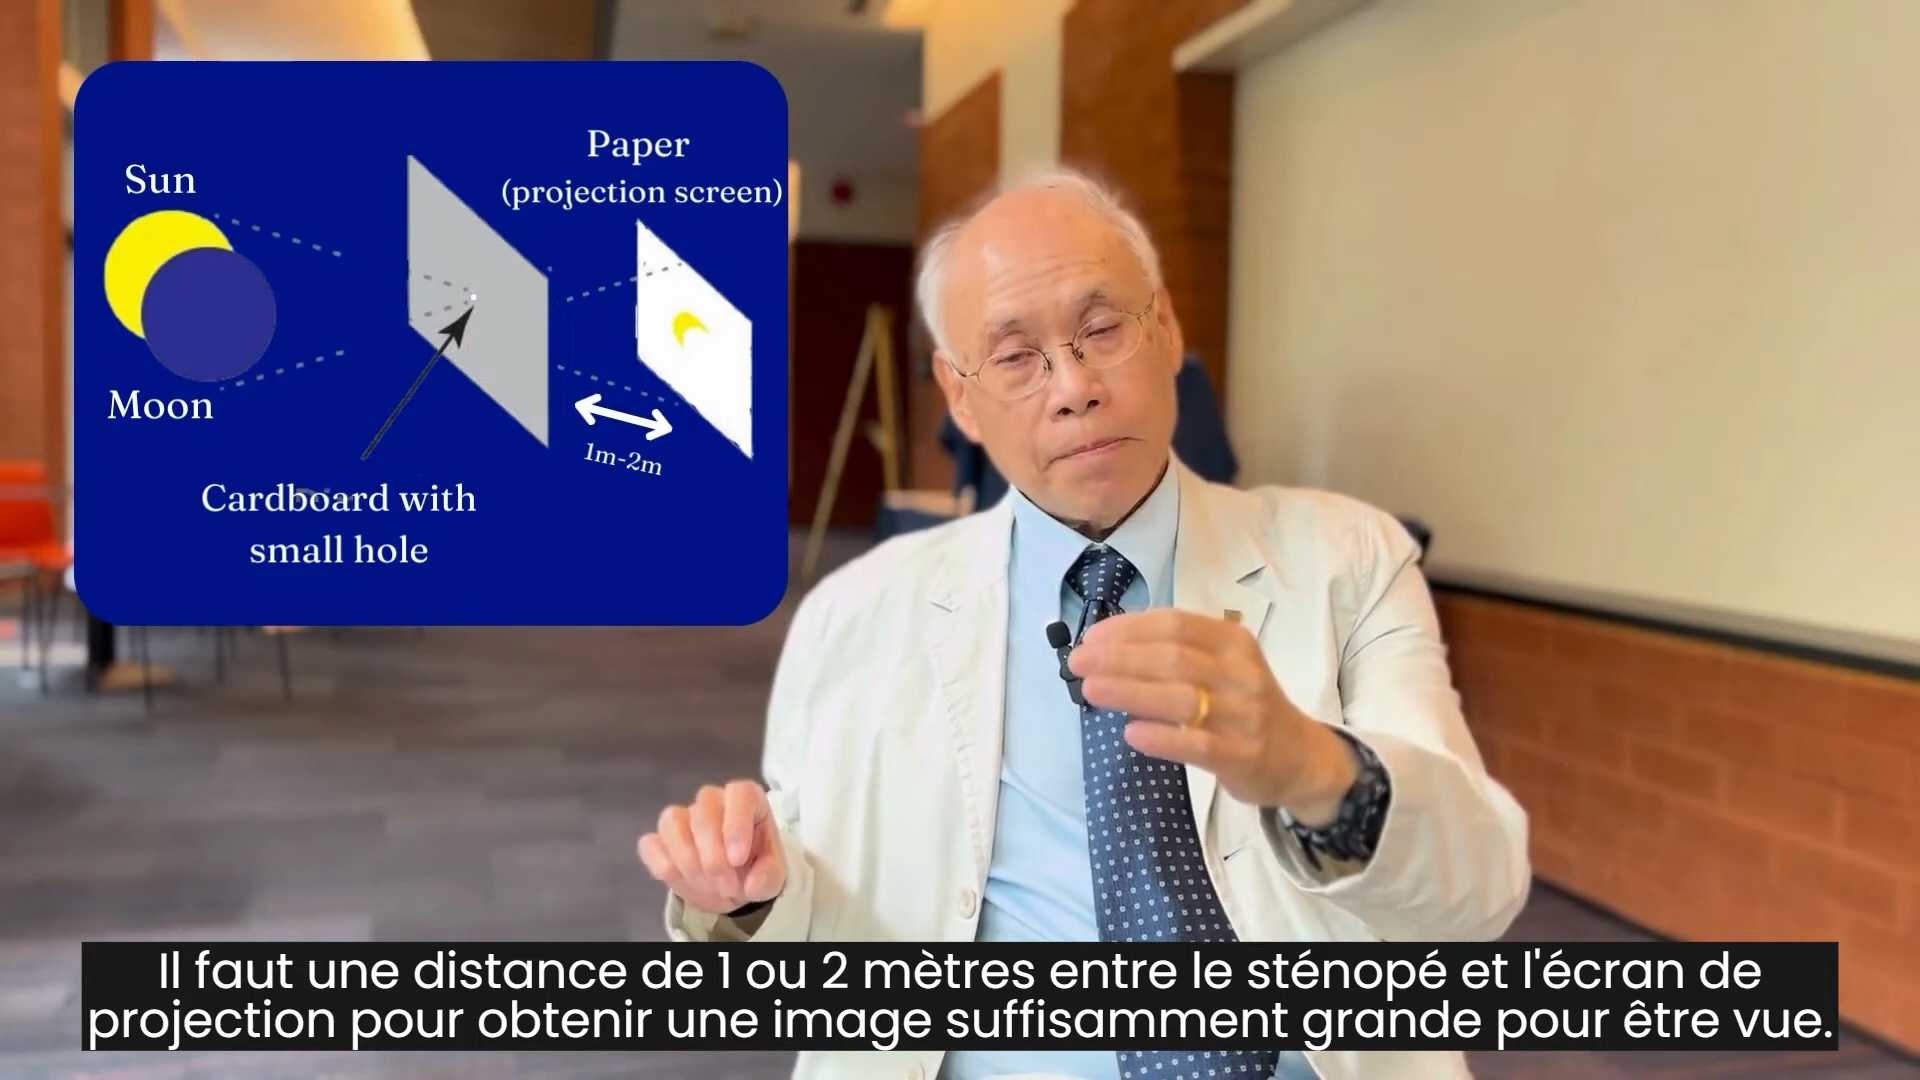 Sun
Paper
(projection screen)
Moon
1m-2m
Cardboard with
small hole
Il faut une distance de 1 ou 2 mètres entre le sténopé et l'écran de
projection pour obtenir une image suffisamment grande pour être vue.